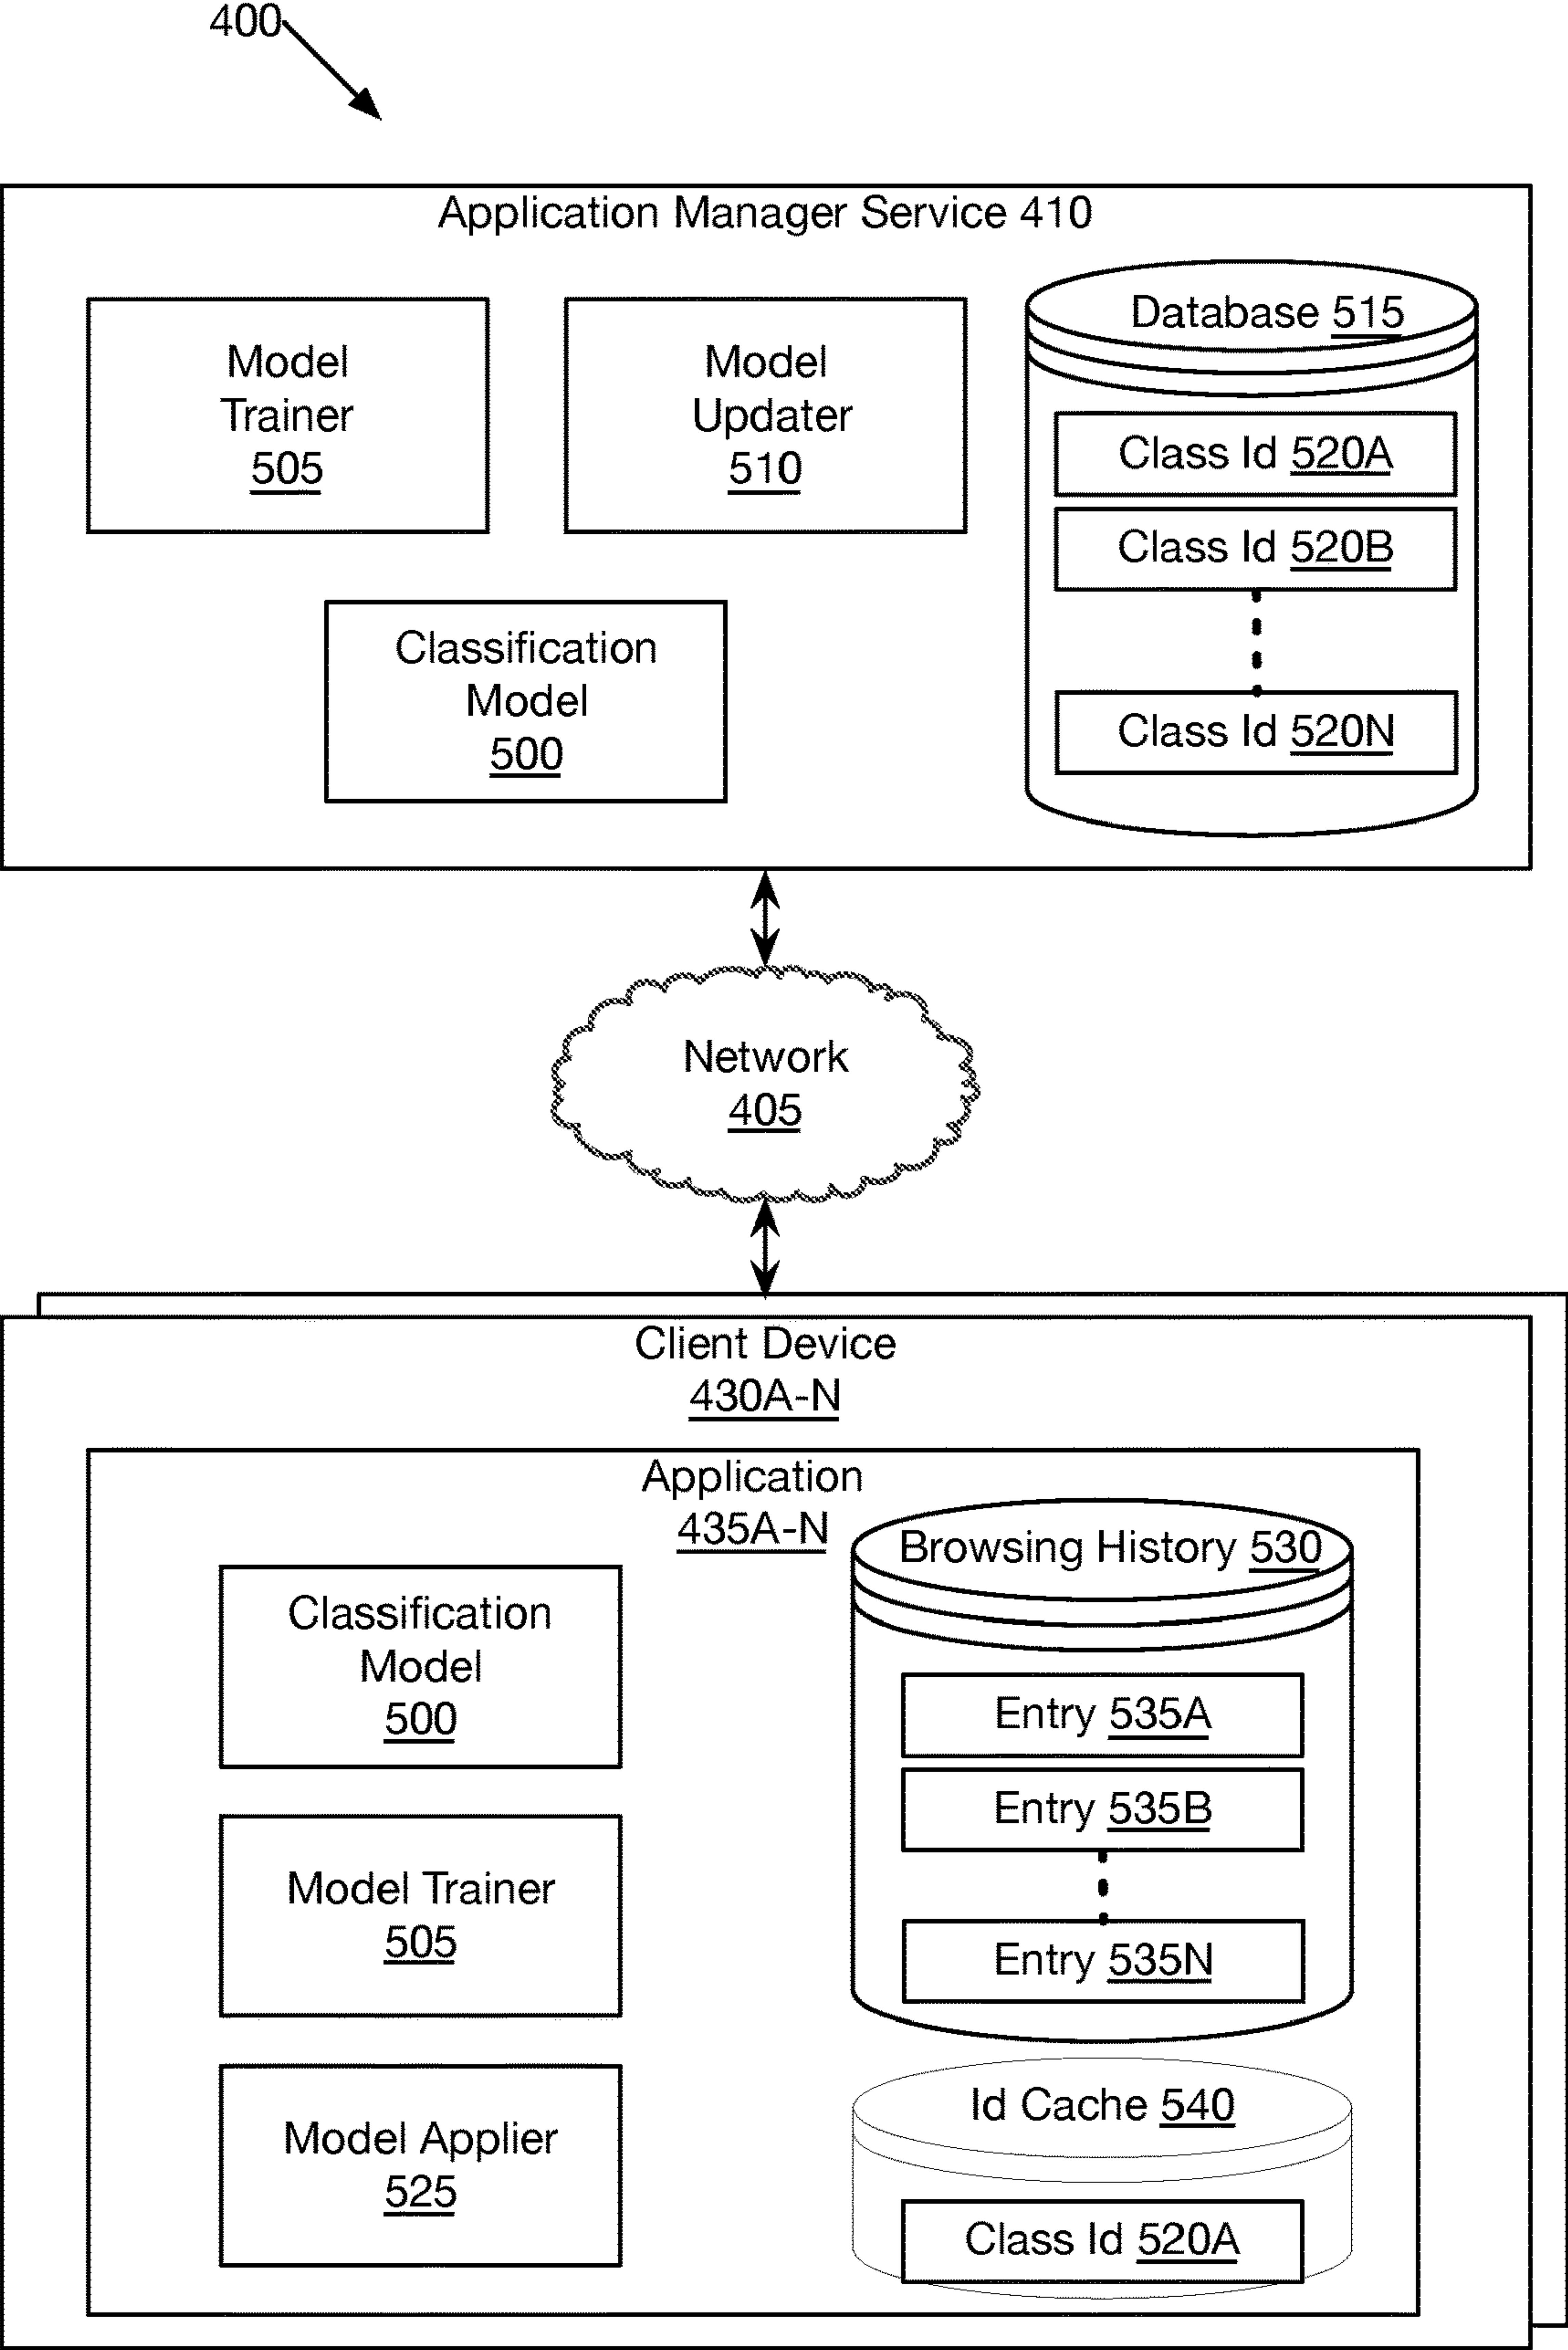 400
Application Manager Service 410
Model
Trainer
505
Model
Updater
510
Database 515
Class Id 520A
Class Id 520B
Class Id 520N
Classification
Model
500
Network
405
Client Device
430A-N
Application
435A-N
Classification
Model
500
Model Trainer
505
Model Applier
525
Browsing History 530
Entry 535A
Entry 535B
Entry 535N
Id Cache 540
Class Id 520A